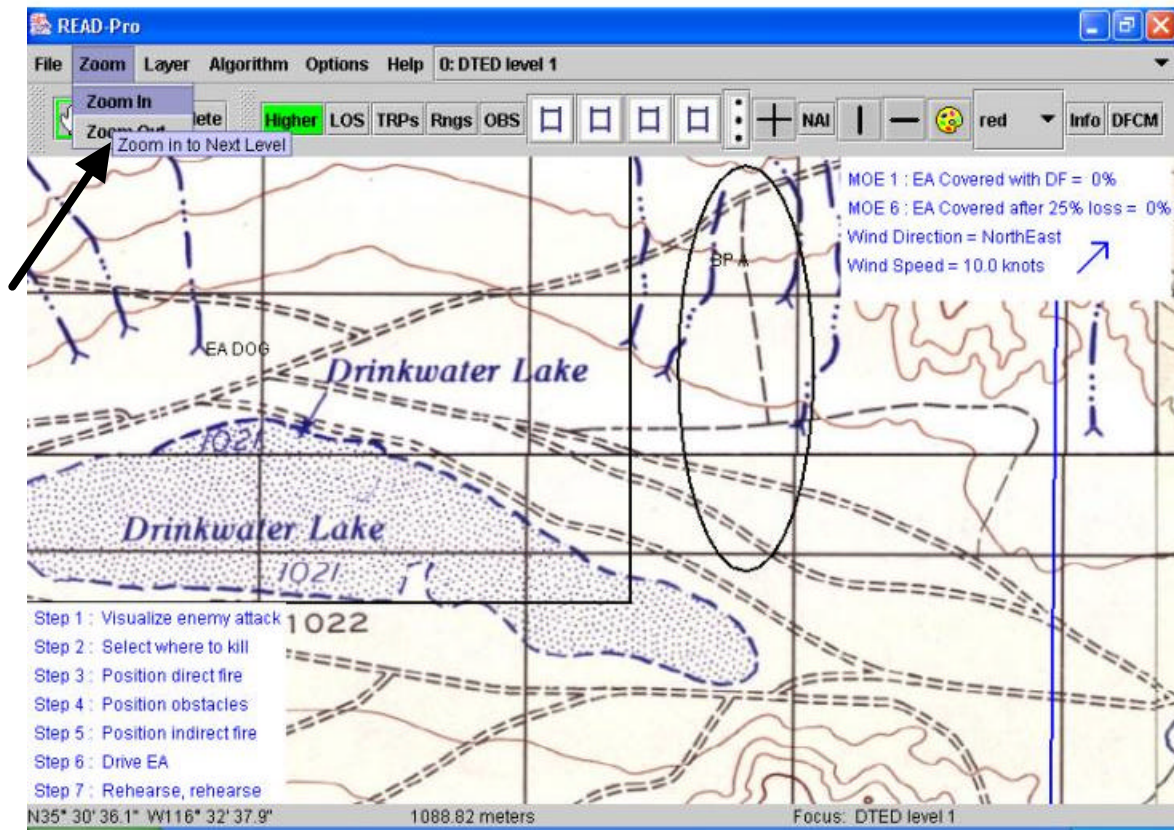 READ-Pro
File Zoom Layer Algorithm Options Help 0: DTED level 1
Zoom In
Zoom Out
Zoom in to Next Level
lete Higher LOS TRPs Rngs OBS NAI red Info DFCM
MOE 1 : EA Covered with DF = 0%
MOE 6 : EA Covered after 25% loss = 0%
Wind Direction = NorthEast
Wind Speed = 10.0 knots
BP A
EA DOG
Drinkwater Lake
1021
Drinkwater Lake
1021
1022
Step 1 : Visualize enemy attack
Step 2 : Select where to kill
Step 3 : Position direct fire
Step 4 : Position obstacles
Step 5 : Position indirect fire
Step 6 : Drive EA
Step 7 : Rehearse, rehearse
N35° 30' 36.1" W116° 32' 37.9" 1088.82 meters Focus: DTED level 1